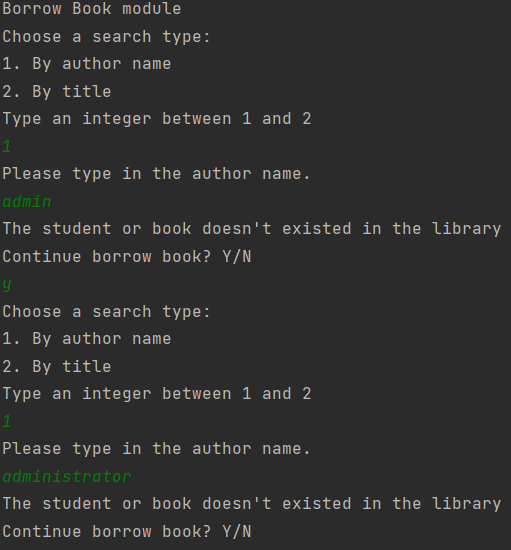 Borrow Book module
Choose a search type:
1. By author name
2. By title
Type an integer between 1 and 2
1
Please type in the author name.
admin
The student or book doesn't existed in the library
Continue borrow book? Y/N
y
Choose a search type:
1. By author name
2. By title
Type an integer between 1 and 2
1
Please type in the author name.
administrator
The student or book doesn't existed in the library
Continue borrow book? Y/N